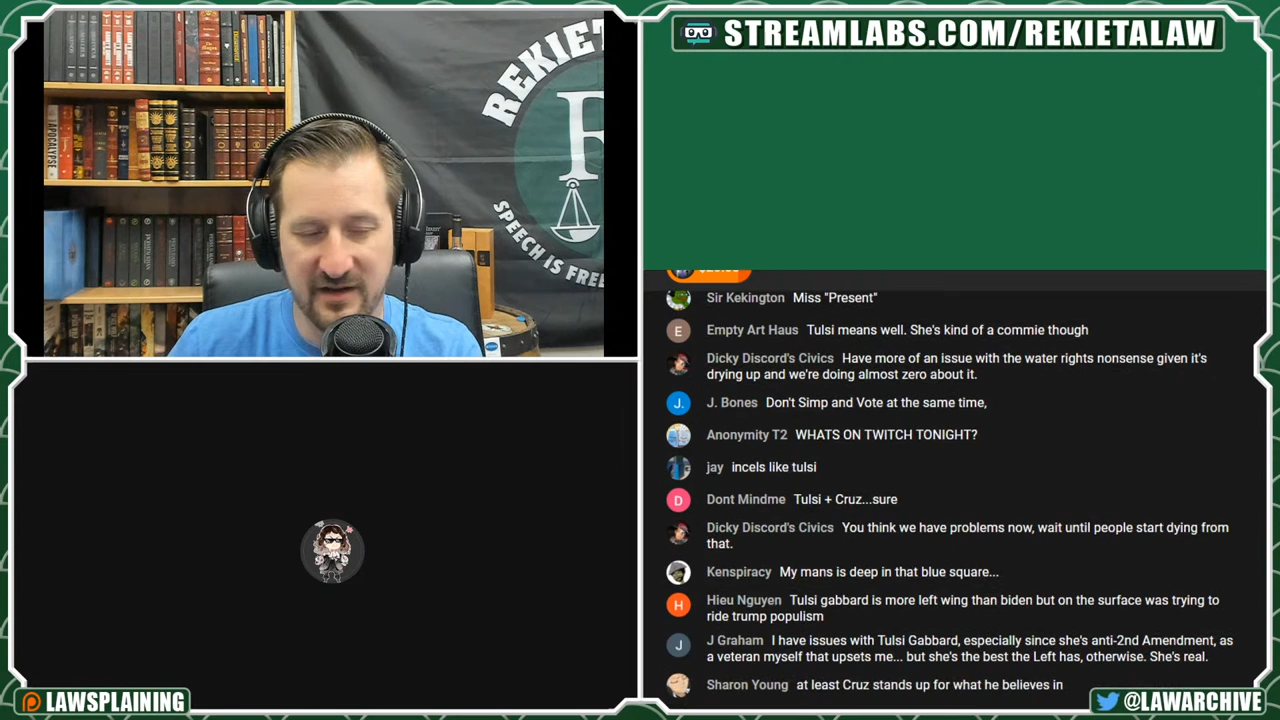 STREAMLABS.COM/REKIETALAW
REKIET
R
SPEECH IS FREE
APOCALYPSE
Sir Kekington Miss "Present"
E Empty Art Haus Tulsi means well. She's kind of a commie though
Dicky Discord's Civics Have more of an issue with the water rights nonsense given it's
drying up and we're doing almost zero about it.
J. J. Bones Don't Simp and Vote at the same time,
Anonymity T2 WHATS ON TWITCH TONIGHT?
jay incels like tulsi
D Dont Mindme Tulsi + Cruz...sure
Dicky Discord's Civics You think we have problems now, wait until people start dying from
that.
Kenspiracy My mans is deep in that blue square...
H Hieu Nguyen Tulsi gabbard is more left wing than biden but on the surface was trying to
ride trump populism
J J Graham I have issues with Tulsi Gabbard, especially since she's anti-2nd Amendment, as
a veteran myself that upsets me... but she's the best the Left has, otherwise. She's real.
Sharon Young at least Cruz stands up for what he believes in
LAWSPLAINING
@LAWARCHIVE